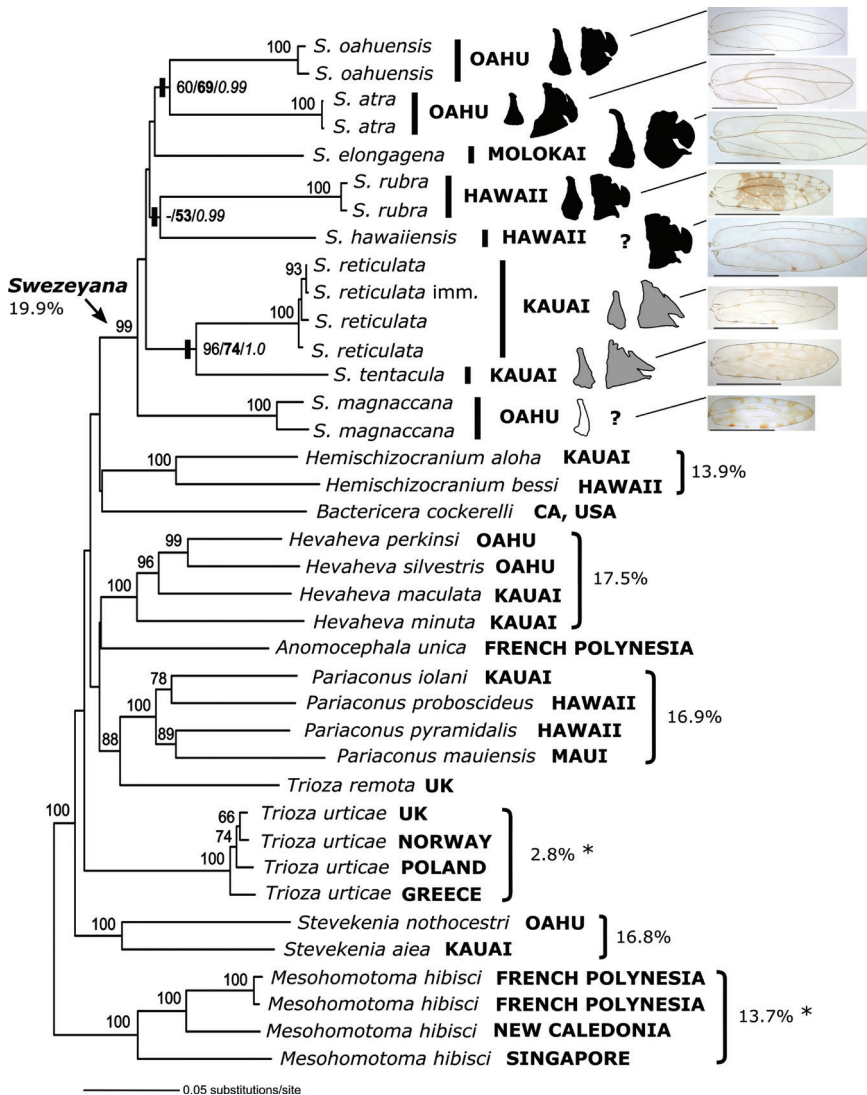 100 S. oahuensis
S. oahuensis
OAHU
60/69/0.99
100 S. atra
S. atra
OAHU
S. elongagena MOLOKAI
100 S. rubra
S. rubra
HAWAII
-/53/0.99
S. hawaiiensis HAWAII ?
Swezeyana
19.9%
99
93 S. reticulata
S. reticulata imm.
100 S. reticulata
S. reticulata
KAUAI
96/74/1.0
S. tentacula KAUAI
100 S. magnaccana
S. magnaccana
OAHU ?
100 Hemischizocranium aloha KAUAI
Hemischizocranium bessi HAWAII
13.9%
Bactericera cockerelli CA, USA
99 Hevaheva perkinsi OAHU
96 Hevaheva silvestris OAHU
100 Hevaheva maculata KAUAI
Hevaheva minuta KAUAI
17.5%
Anomocephala unica FRENCH POLYNESIA
78 Pariaconus iolani KAUAI
100 Pariaconus proboscideus HAWAII
89 Pariaconus pyramidalis HAWAII
Pariaconus mauiensis MAUI
16.9%
88
Trioza remota UK
66 Trioza urticae UK
74 Trioza urticae NORWAY
100 Trioza urticae POLAND
Trioza urticae GREECE
2.8% *
100
100 Stevekenia nothocestri OAHU
Stevekenia aiea KAUAI
16.8%
100 Mesohomotoma hibisci FRENCH POLYNESIA
100 Mesohomotoma hibisci FRENCH POLYNESIA
100 Mesohomotoma hibisci NEW CALEDONIA
Mesohomotoma hibisci SINGAPORE
13.7% *
0.05 substitutions/site